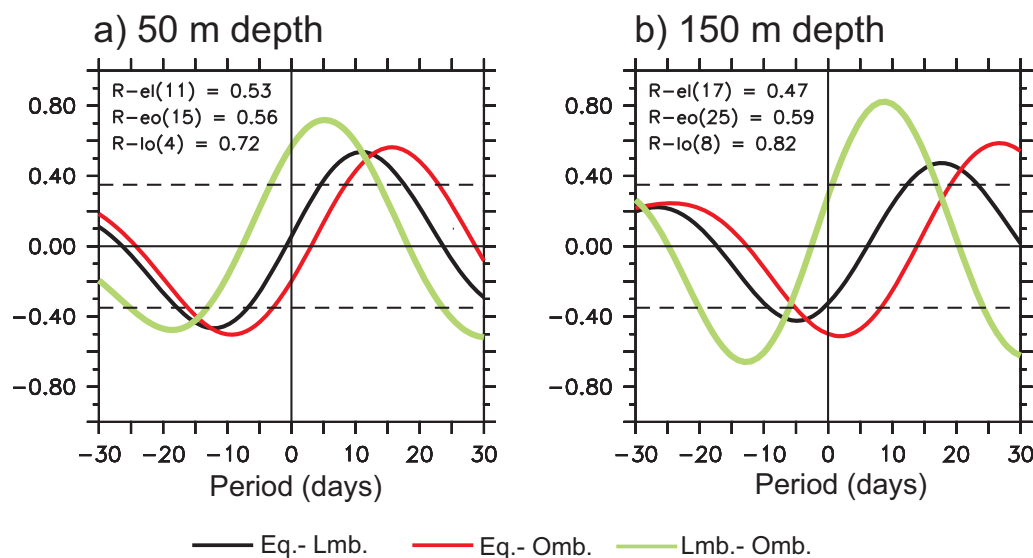 a) 50 m depth
R-el(11) = 0.53
R-eo(15) = 0.56
R-lo(4) = 0.72
0.80
0.40
0.00
-0.40
-0.80
-30 -20 -10 0 10 20 30
Period (days)
b) 150 m depth
R-el(17) = 0.47
R-eo(25) = 0.59
R-lo(8) = 0.82
0.80
0.40
0.00
-0.40
-0.80
-30 -20 -10 0 10 20 30
Period (days)
Eq.- Lmb. Eq.- Omb. Lmb.- Omb.